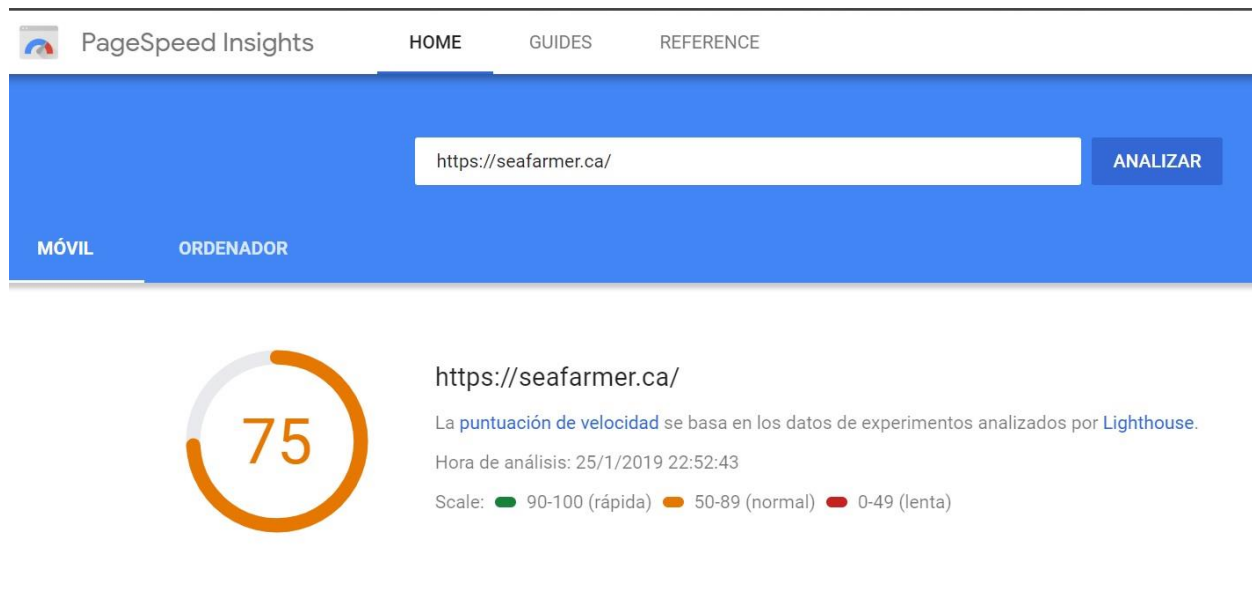 PageSpeed Insights HOME GUIDES REFERENCE
https://seafarmer.ca/ ANALIZAR
MÓVIL ORDENADOR
75
https://seafarmer.ca/
La puntuación de velocidad se basa en los datos de experimentos analizados por Lighthouse.
Hora de análisis: 25/1/2019 22:52:43
Scale: 90-100 (rápida) 50-89 (normal) 0-49 (lenta)